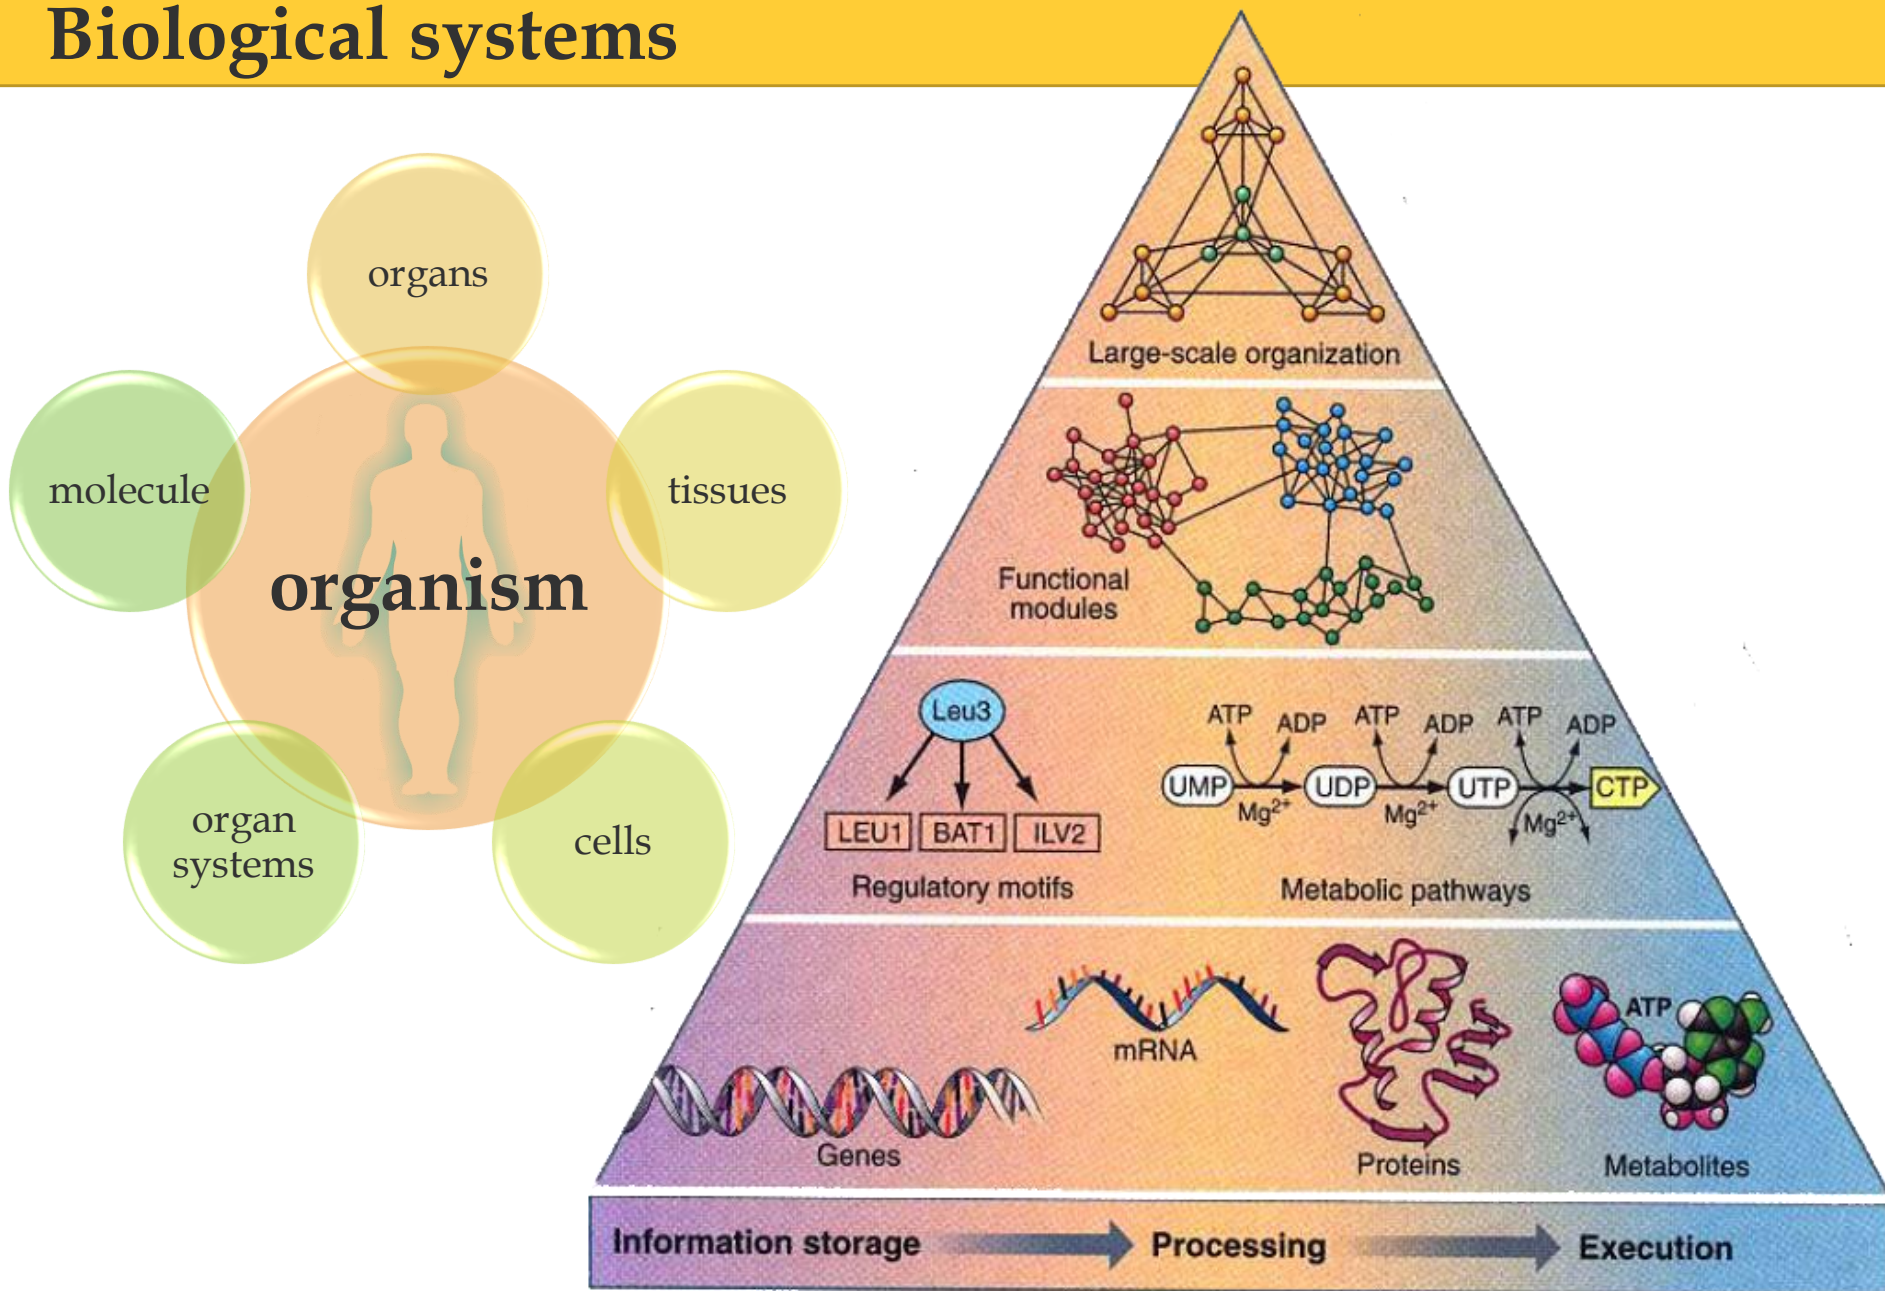 Biological systems
organs
molecule
tissues
organism
organ
systems
cells
Large-scale organization
Functional
modules
Leu3
LEU1 BAT1 ILV2
Regulatory motifs
ATP ADP ATP ADP ATP ADP
UMP UDP UTP CTP
Mg²⁺ Mg²⁺ Mg²⁺
Metabolic pathways
Genes
mRNA
Proteins
ATP
Metabolites
Information storage Processing Execution